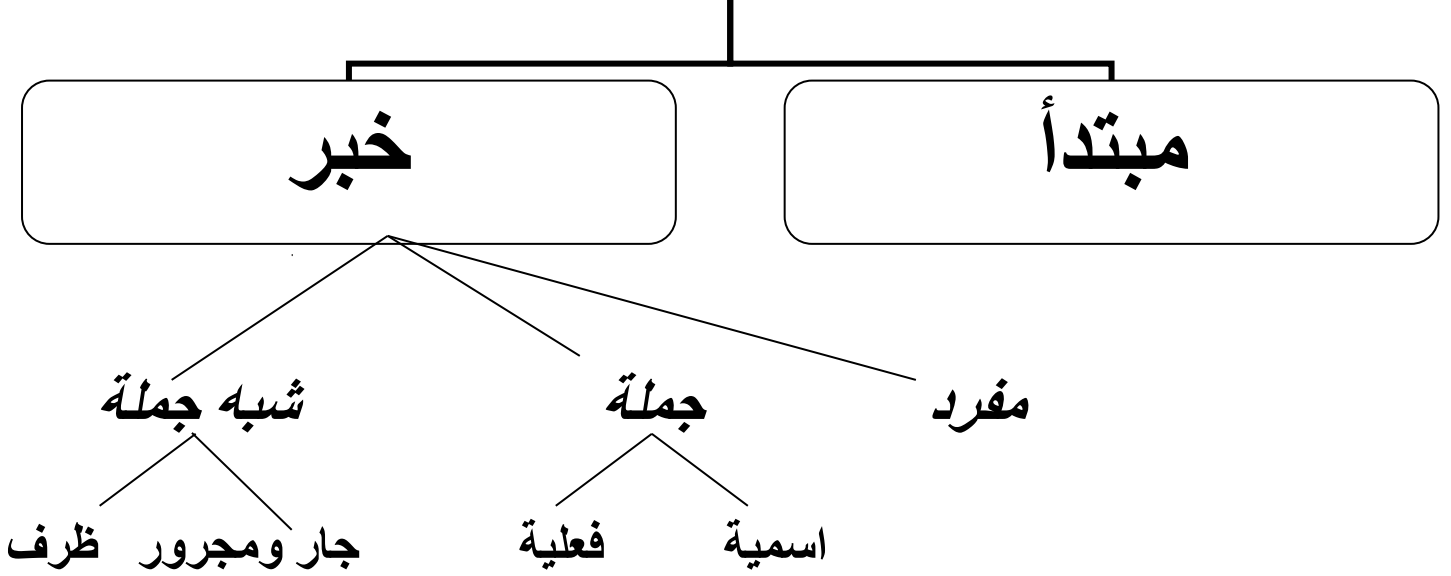 مبتدأ خبر
مفرد جملة شبه جملة
اسمية فعلية جار ومجرور ظرف